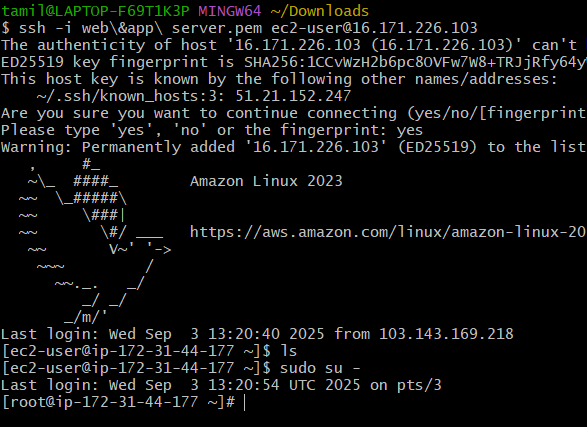 tamil@LAPTOP-F69T1K3P MINGW64 ~/Downloads
$ ssh -i web\&app\ server.pem ec2-user@16.171.226.103
The authenticity of host '16.171.226.103 (16.171.226.103)' can't
ED25519 key fingerprint is SHA256:1CCvWzH2b6pc8OVFw7W8+TRJjRfy64y
This host key is known by the following other names/addresses:
    ~/.ssh/known_hosts:3: 51.21.152.247
Are you sure you want to continue connecting (yes/no/[fingerprint
Please type 'yes', 'no' or the fingerprint: yes
Warning: Permanently added '16.171.226.103' (ED25519) to the list
   ,     #_
   ~\_  ####_        Amazon Linux 2023
  ~~  \_#####\
  ~~     \###|
  ~~       \#/ ___   https://aws.amazon.com/linux/amazon-linux-20
   ~~       V~' '->
    ~~~         /
      ~~._.   _/
         _/ _/
       _/m/'
Last login: Wed Sep  3 13:20:40 2025 from 103.143.169.218
[ec2-user@ip-172-31-44-177 ~]$ ls
[ec2-user@ip-172-31-44-177 ~]$ sudo su -
Last login: Wed Sep  3 13:20:54 UTC 2025 on pts/3
[root@ip-172-31-44-177 ~]#